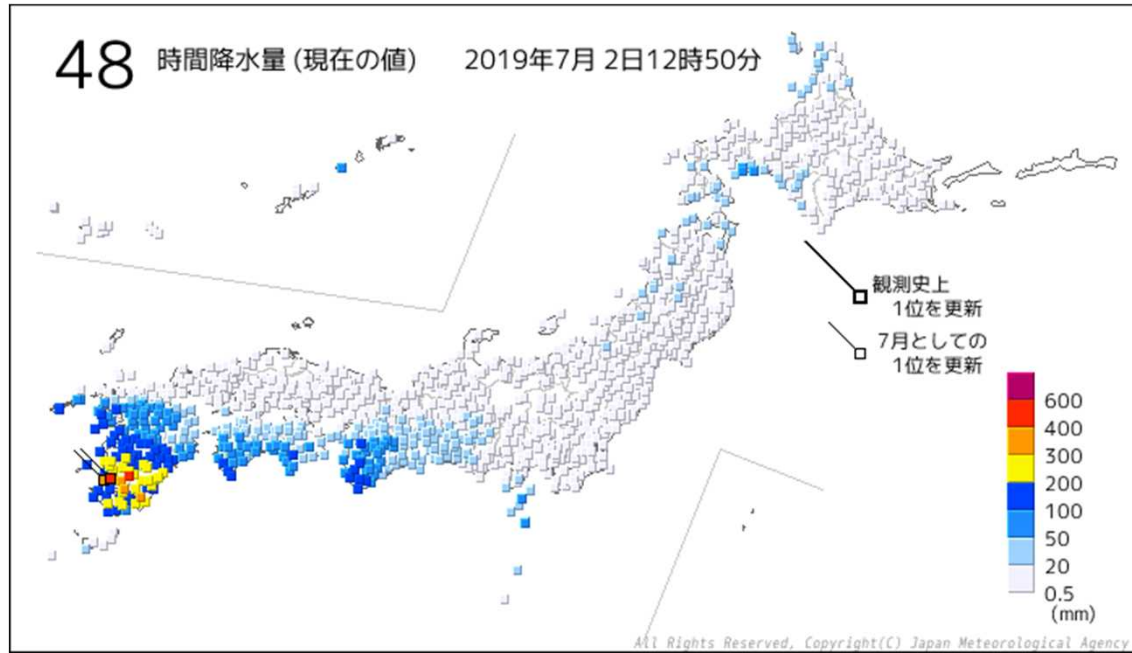 48 時間降水量 (現在の値) 2019年7月 2日12時50分
観測史上
1位を更新
7月としての
1位を更新
600
400
300
200
100
50
20
0.5
(mm)
All Rights Reserved, Copyright(C) Japan Meteorological Agency